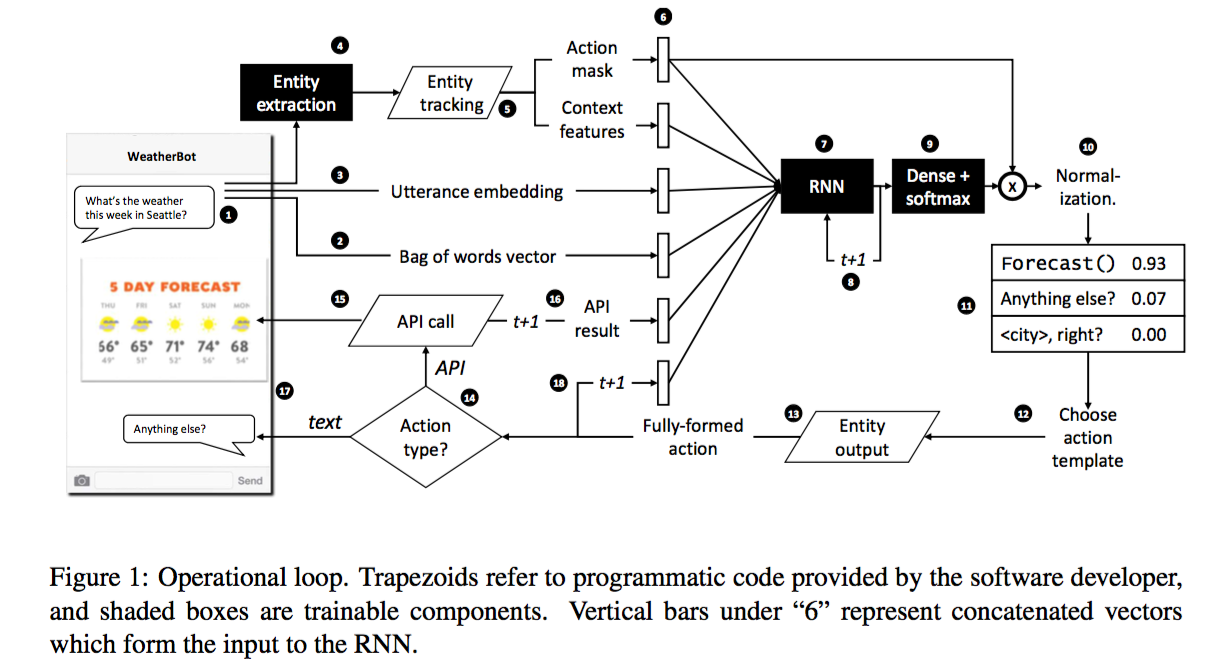 6
4
Action
mask
Entity
extraction
Entity
tracking
5
Context
features
WeatherBot
3
7
9
10
Utterance embedding
RNN
Dense +
softmax
x
Normal-
ization.
What's the weather
this week in Seattle?
1
2
Bag of words vector
t+1
8
Forecast() 0.93
11
Anything else? 0.07
<city>, right? 0.00
5 DAY FORECAST
THU FRI SAT SUN MON
56° 65° 71° 74° 68
49° 51° 52° 56° 54°
15
API call
16
t+1
API
result
API
18
t+1
17
14
text
Action
type?
Fully-formed
action
13
Entity
output
12
Choose
action
template
Anything else?
Send
Figure 1: Operational loop. Trapezoids refer to programmatic code provided by the software developer,
and shaded boxes are trainable components. Vertical bars under “6” represent concatenated vectors
which form the input to the RNN.